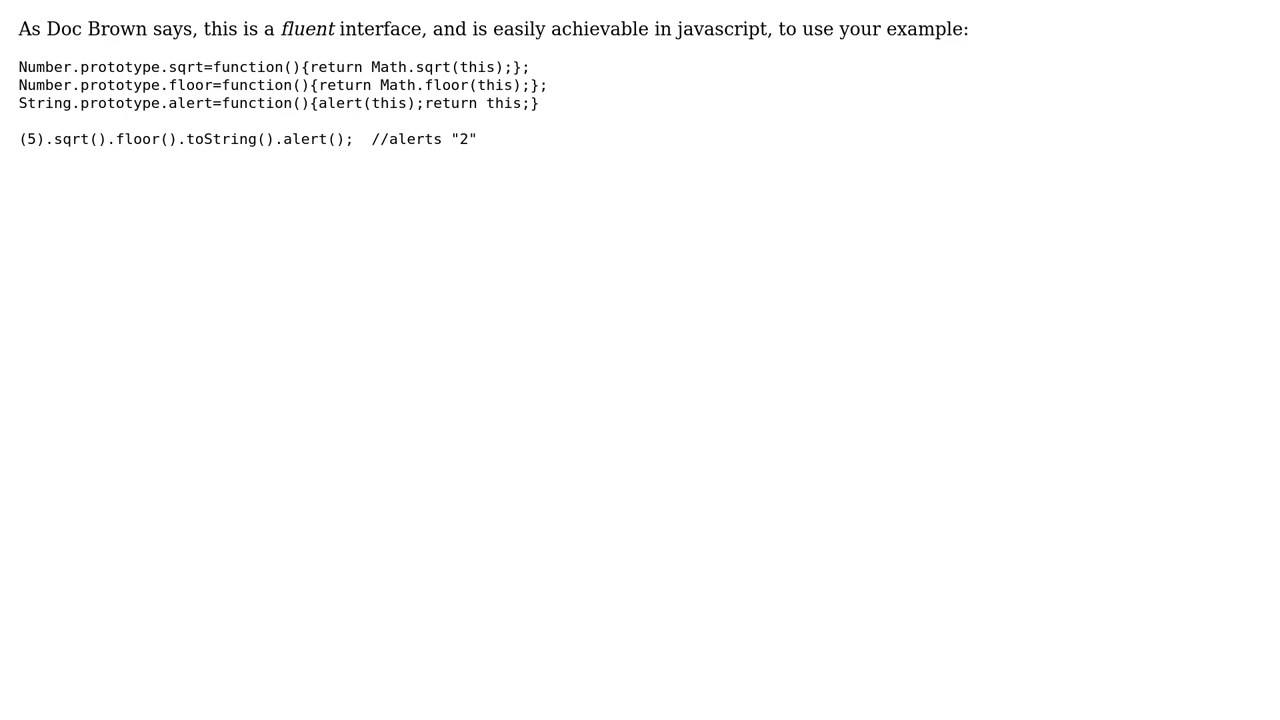 As Doc Brown says, this is a fluent interface, and is easily achievable in javascript, to use your example:
Number.prototype.sqrt=function(){return Math.sqrt(this);};
Number.prototype.floor=function(){return Math.floor(this);};
String.prototype.alert=function(){alert(this);return this;}
(5).sqrt().floor().toString().alert();  //alerts "2"